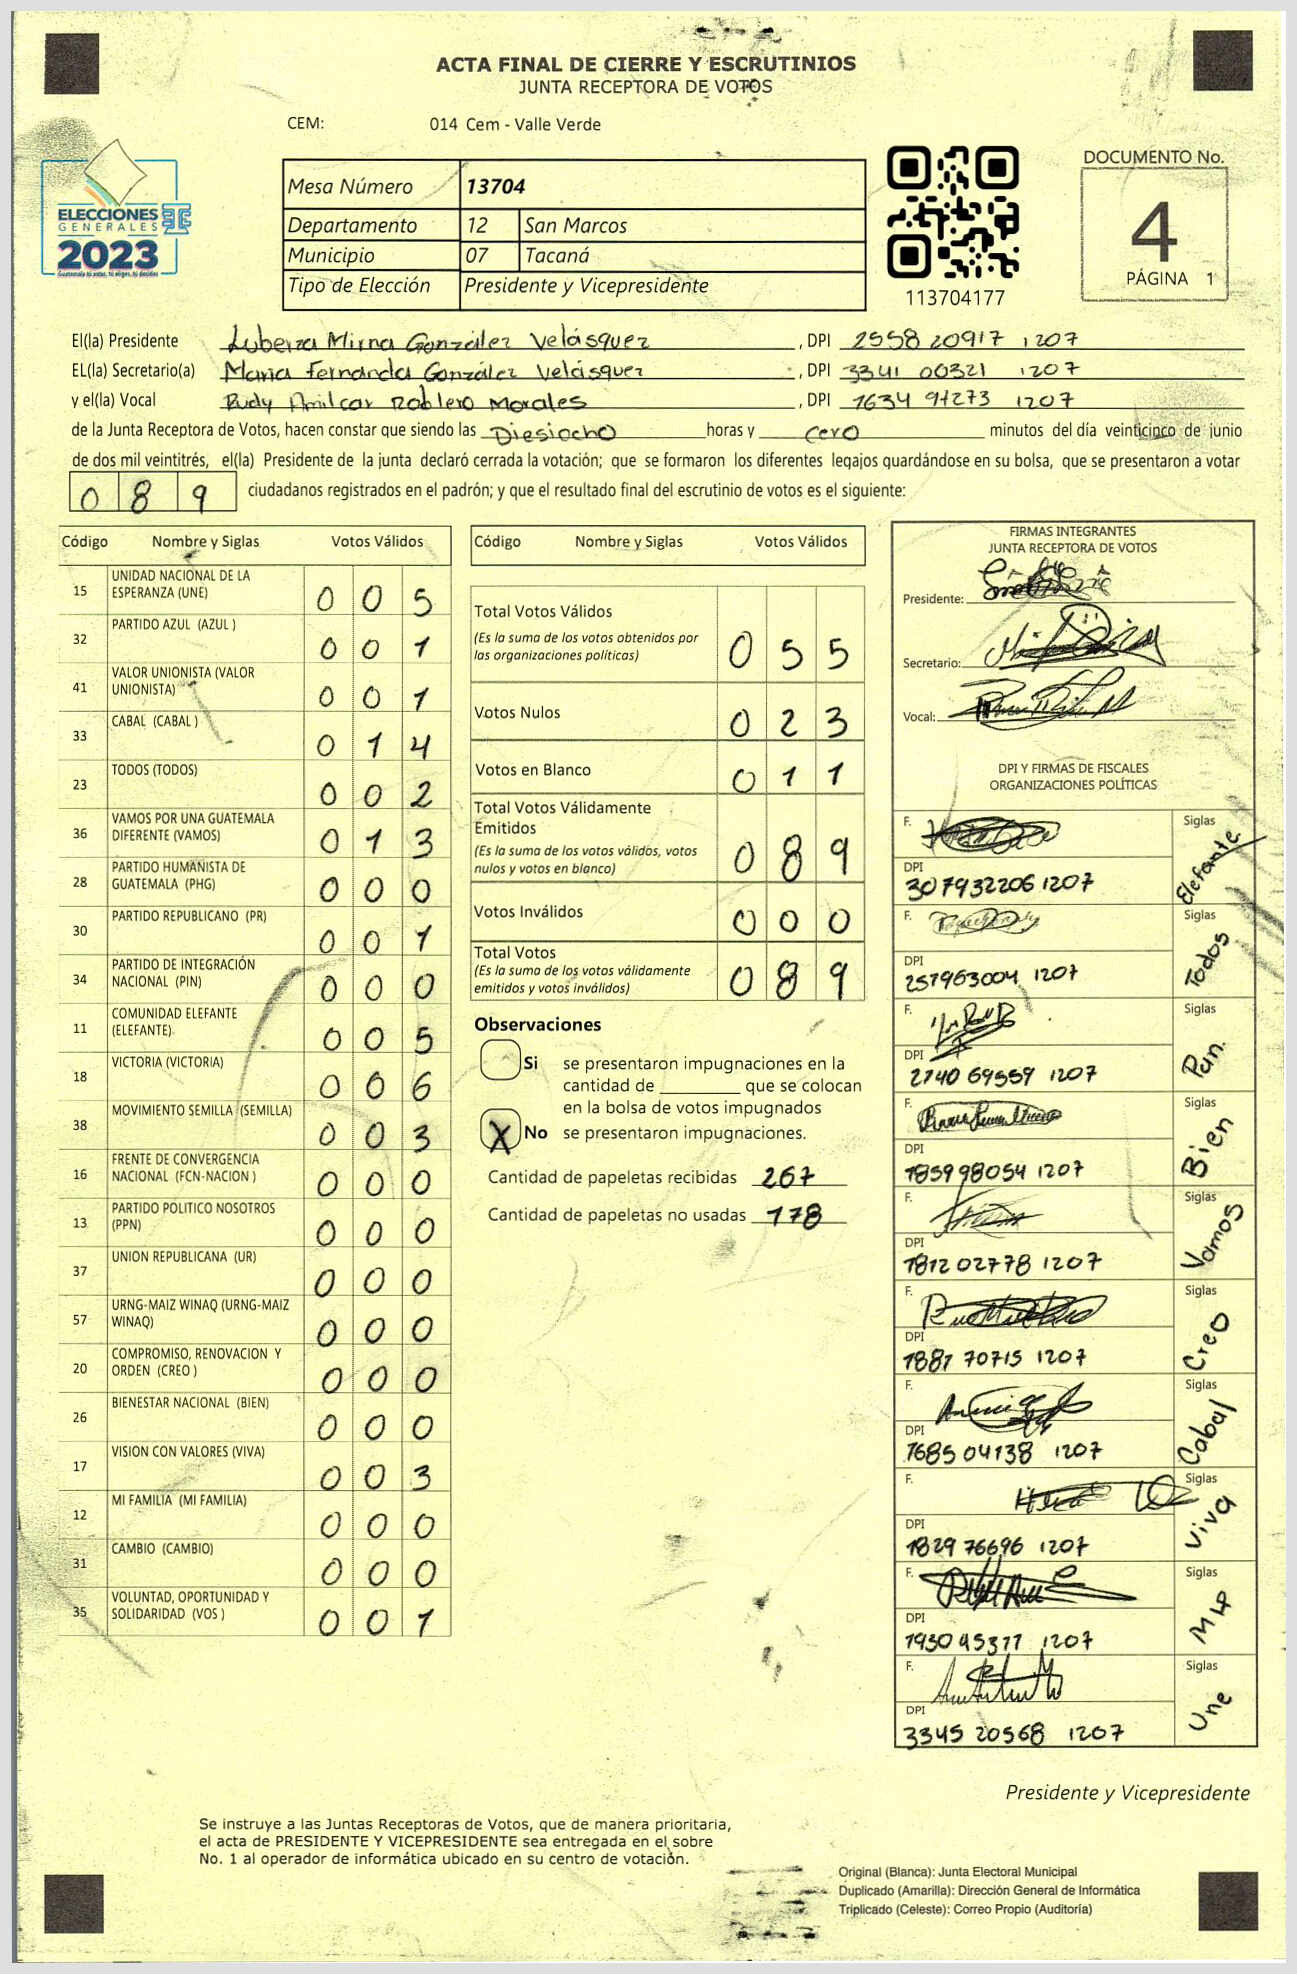 ACTA FINAL DE CIERRE Y ESCRUTINIOS
JUNTA RECEPTORA DE VOTOS
CEM: 014 Cem - Valle Verde
ELECCIONES
GENERALES
2023
Guatemala tú votas, tú eliges, tú decides
Mesa Número 13704
Departamento 12 San Marcos
Municipio 07 Tacaná
Tipo de Elección Presidente y Vicepresidente
113704177
DOCUMENTO No.
4
PÁGINA 1
El(la) Presidente Lubeiza Mirna González Velásquez , DPI 2558 20917 1207
EL(la) Secretario(a) Maria Fernanda González Velásquez , DPI 3341 00321 1207
y el(la) Vocal Rudy Amilcar Roblero Morales , DPI 1634 94273 1207
de la Junta Receptora de Votos, hacen constar que siendo las Diesiocho horas y cero minutos del día veinticinco de junio
de dos mil veintitrés, el(la) Presidente de la junta declaró cerrada la votación; que se formaron los diferentes legajos guardándose en su bolsa, que se presentaron a votar
0 8 9 ciudadanos registrados en el padrón; y que el resultado final del escrutinio de votos es el siguiente:
Código Nombre y Siglas Votos Válidos
15 UNIDAD NACIONAL DE LA
ESPERANZA (UNE) 0 0 5
32 PARTIDO AZUL (AZUL ) 0 0 1
41 VALOR UNIONISTA (VALOR
UNIONISTA) 0 0 1
33 CABAL (CABAL ) 0 1 4
23 TODOS (TODOS) 0 0 2
36 VAMOS POR UNA GUATEMALA
DIFERENTE (VAMOS) 0 1 3
28 PARTIDO HUMANISTA DE
GUATEMALA (PHG) 0 0 0
30 PARTIDO REPUBLICANO (PR) 0 0 1
34 PARTIDO DE INTEGRACIÓN
NACIONAL (PIN) 0 0 0
11 COMUNIDAD ELEFANTE
(ELEFANTE) 0 0 5
18 VICTORIA (VICTORIA) 0 0 6
38 MOVIMIENTO SEMILLA (SEMILLA) 0 0 3
16 FRENTE DE CONVERGENCIA
NACIONAL (FCN-NACION ) 0 0 0
13 PARTIDO POLITICO NOSOTROS
(PPN) 0 0 0
37 UNION REPUBLICANA (UR) 0 0 0
57 URNG-MAIZ WINAQ (URNG-MAIZ
WINAQ) 0 0 0
20 COMPROMISO, RENOVACION Y
ORDEN (CREO ) 0 0 0
26 BIENESTAR NACIONAL (BIEN) 0 0 0
17 VISION CON VALORES (VIVA) 0 0 3
12 MI FAMILIA (MI FAMILIA) 0 0 0
31 CAMBIO (CAMBIO) 0 0 0
35 VOLUNTAD, OPORTUNIDAD Y
SOLIDARIDAD (VOS ) 0 0 1
Código Nombre y Siglas Votos Válidos
Total Votos Válidos
(Es la suma de los votos obtenidos por
las organizaciones políticas) 0 5 5
Votos Nulos 0 2 3
Votos en Blanco 0 1 1
Total Votos Válidamente
Emitidos
(Es la suma de los votos válidos, votos
nulos y votos en blanco) 0 8 9
Votos Inválidos 0 0 0
Total Votos
(Es la suma de los votos válidamente
emitidos y votos inválidos) 0 8 9
Observaciones
Si se presentaron impugnaciones en la
cantidad de ________ que se colocan
en la bolsa de votos impugnados
X No se presentaron impugnaciones.
Cantidad de papeletas recibidas 267
Cantidad de papeletas no usadas 178
FIRMAS INTEGRANTES
JUNTA RECEPTORA DE VOTOS
Presidente:
Secretario:
Vocal:
DPI Y FIRMAS DE FISCALES
ORGANIZACIONES POLÍTICAS
F. Siglas
DPI Elefante
307932206 1207
F. Siglas
DPI Todos
257963004 1207
F. Siglas
DPI Pin.
2740 69559 1207
F. Siglas
DPI Bien
1859 98054 1207
F. Siglas
DPI Vamos
1812 02778 1207
F. Siglas
DPI Creo
1881 70715 1207
F. Siglas
DPI Cabal
1685 04138 1207
F. Siglas
DPI Viva
1829 76696 1207
F. Siglas
DPI MLP
1930 45377 1207
F. Siglas
DPI Une
3345 20568 1207
Presidente y Vicepresidente
Se instruye a las Juntas Receptoras de Votos, que de manera prioritaria,
el acta de PRESIDENTE Y VICEPRESIDENTE sea entregada en el sobre
No. 1 al operador de informática ubicado en su centro de votación.
Original (Blanca): Junta Electoral Municipal
Duplicado (Amarilla): Dirección General de Informática
Triplicado (Celeste): Correo Propio (Auditoría)